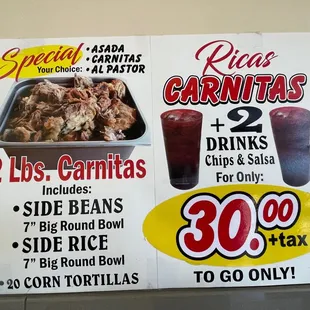 Special
Your Choice:
• ASADA
• CARNITAS
• AL PASTOR
2 Lbs. Carnitas
Includes:
• SIDE BEANS
7" Big Round Bowl
• SIDE RICE
7" Big Round Bowl
• 20 CORN TORTILLAS
Ricas
CARNITAS
+2
DRINKS
Chips & Salsa
For Only:
30.00
+tax
TO GO ONLY!